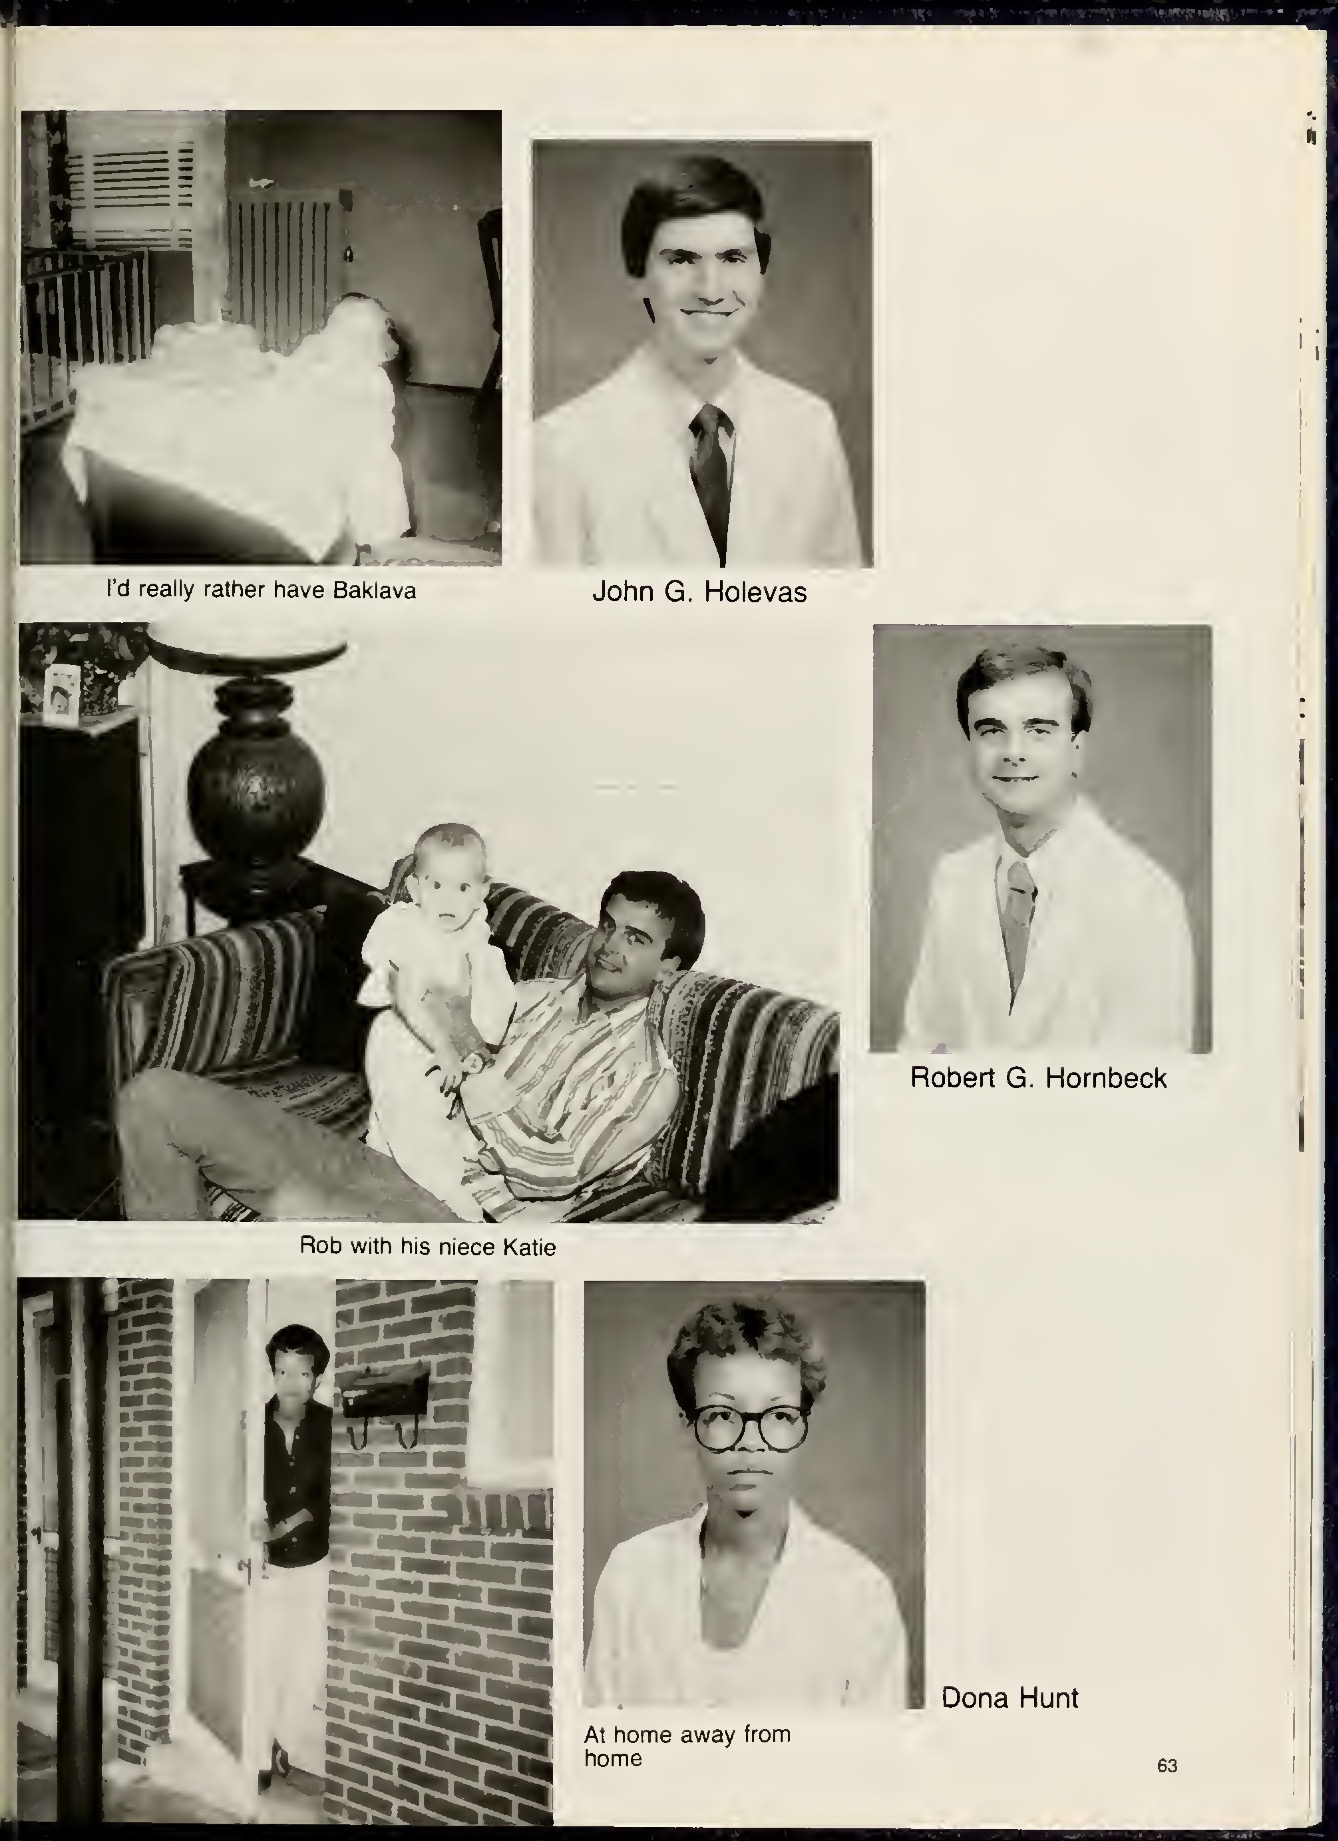 I'd really rather have Baklava
John G. Holevas
Robert G. Hornbeck
Rob with his niece Katie
Dona Hunt
At home away from
home
63